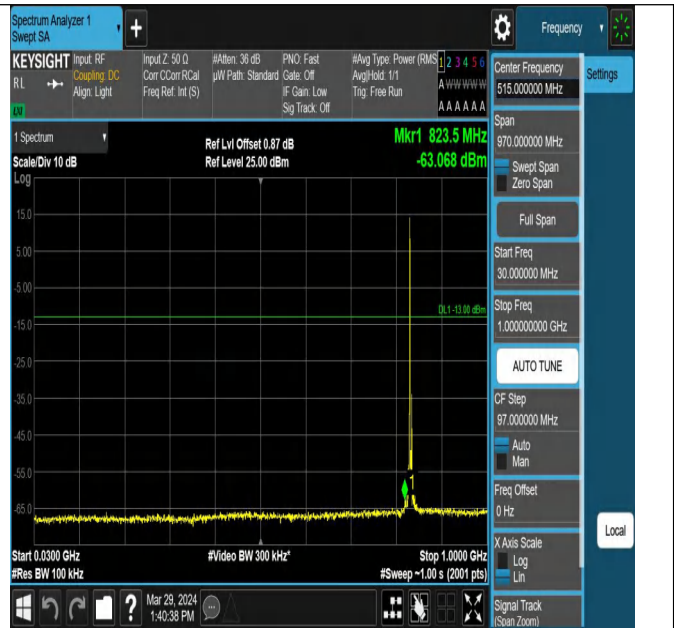 Spectrum Analyzer 1
Swept SA
+
Frequency
KEYSIGHT
RL
LXI
Input: RF
Coupling: DC
Align: Light
Input Z: 50 Ω
Corr CCorr RCal
Freq Ref: Int (S)
#Atten: 36 dB
µW Path: Standard
PNO: Fast
Gate: Off
IF Gain: Low
Sig Track: Off
#Avg Type: Power (RMS
Avg|Hold: 1/1
Trig: Free Run
1 2 3 4 5 6
A W W W W W
A A A A A A
1 Spectrum
Scale/Div 10 dB
Log
Ref Lvl Offset 0.87 dB
Ref Level 25.00 dBm
Mkr1 823.5 MHz
-63.068 dBm
15.0
5.00
-5.00
DL1 -13.00 dBm
-15.0
-25.0
-35.0
-45.0
-55.0
-65.0
1
Start 0.0300 GHz
#Res BW 100 kHz
#Video BW 300 kHz*
Stop 1.0000 GHz
#Sweep ~1.00 s (2001 pts)
Center Frequency
515.000000 MHz
Settings
Span
970.000000 MHz
Swept Span
Zero Span
Full Span
Start Freq
30.000000 MHz
Stop Freq
1.000000000 GHz
AUTO TUNE
CF Step
97.000000 MHz
Auto
Man
Freq Offset
0 Hz
X Axis Scale
Log
Lin
Local
Signal Track
(Span Zoom)
?
Mar 29, 2024
1:40:38 PM